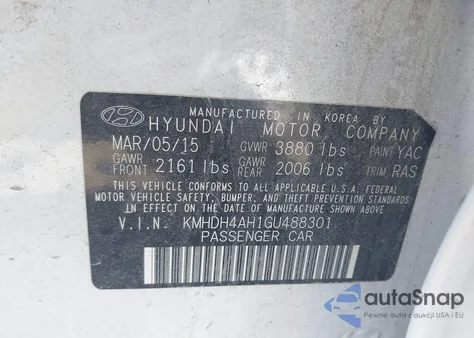 MANUFACTURED IN KOREA BY
HYUNDAI MOTOR COMPANY
MAR/05/15 GVWR 3880 lbs PAINT YAC
GAWR FRONT 2161 lbs GAWR REAR 2006 lbs TRIM RAS
THIS VEHICLE CONFORMS TO ALL APPLICABLE U.S.A. FEDERAL
MOTOR VEHICLE SAFETY, BUMPER, AND THEFT PREVENTION STANDARDS
IN EFFECT ON THE DATE OF MANUFACTURE SHOWN ABOVE.
V.I.N. KMHDH4AH1GU488301
PASSENGER CAR
autaSnap
Pewne auta z aukcji USA i EU